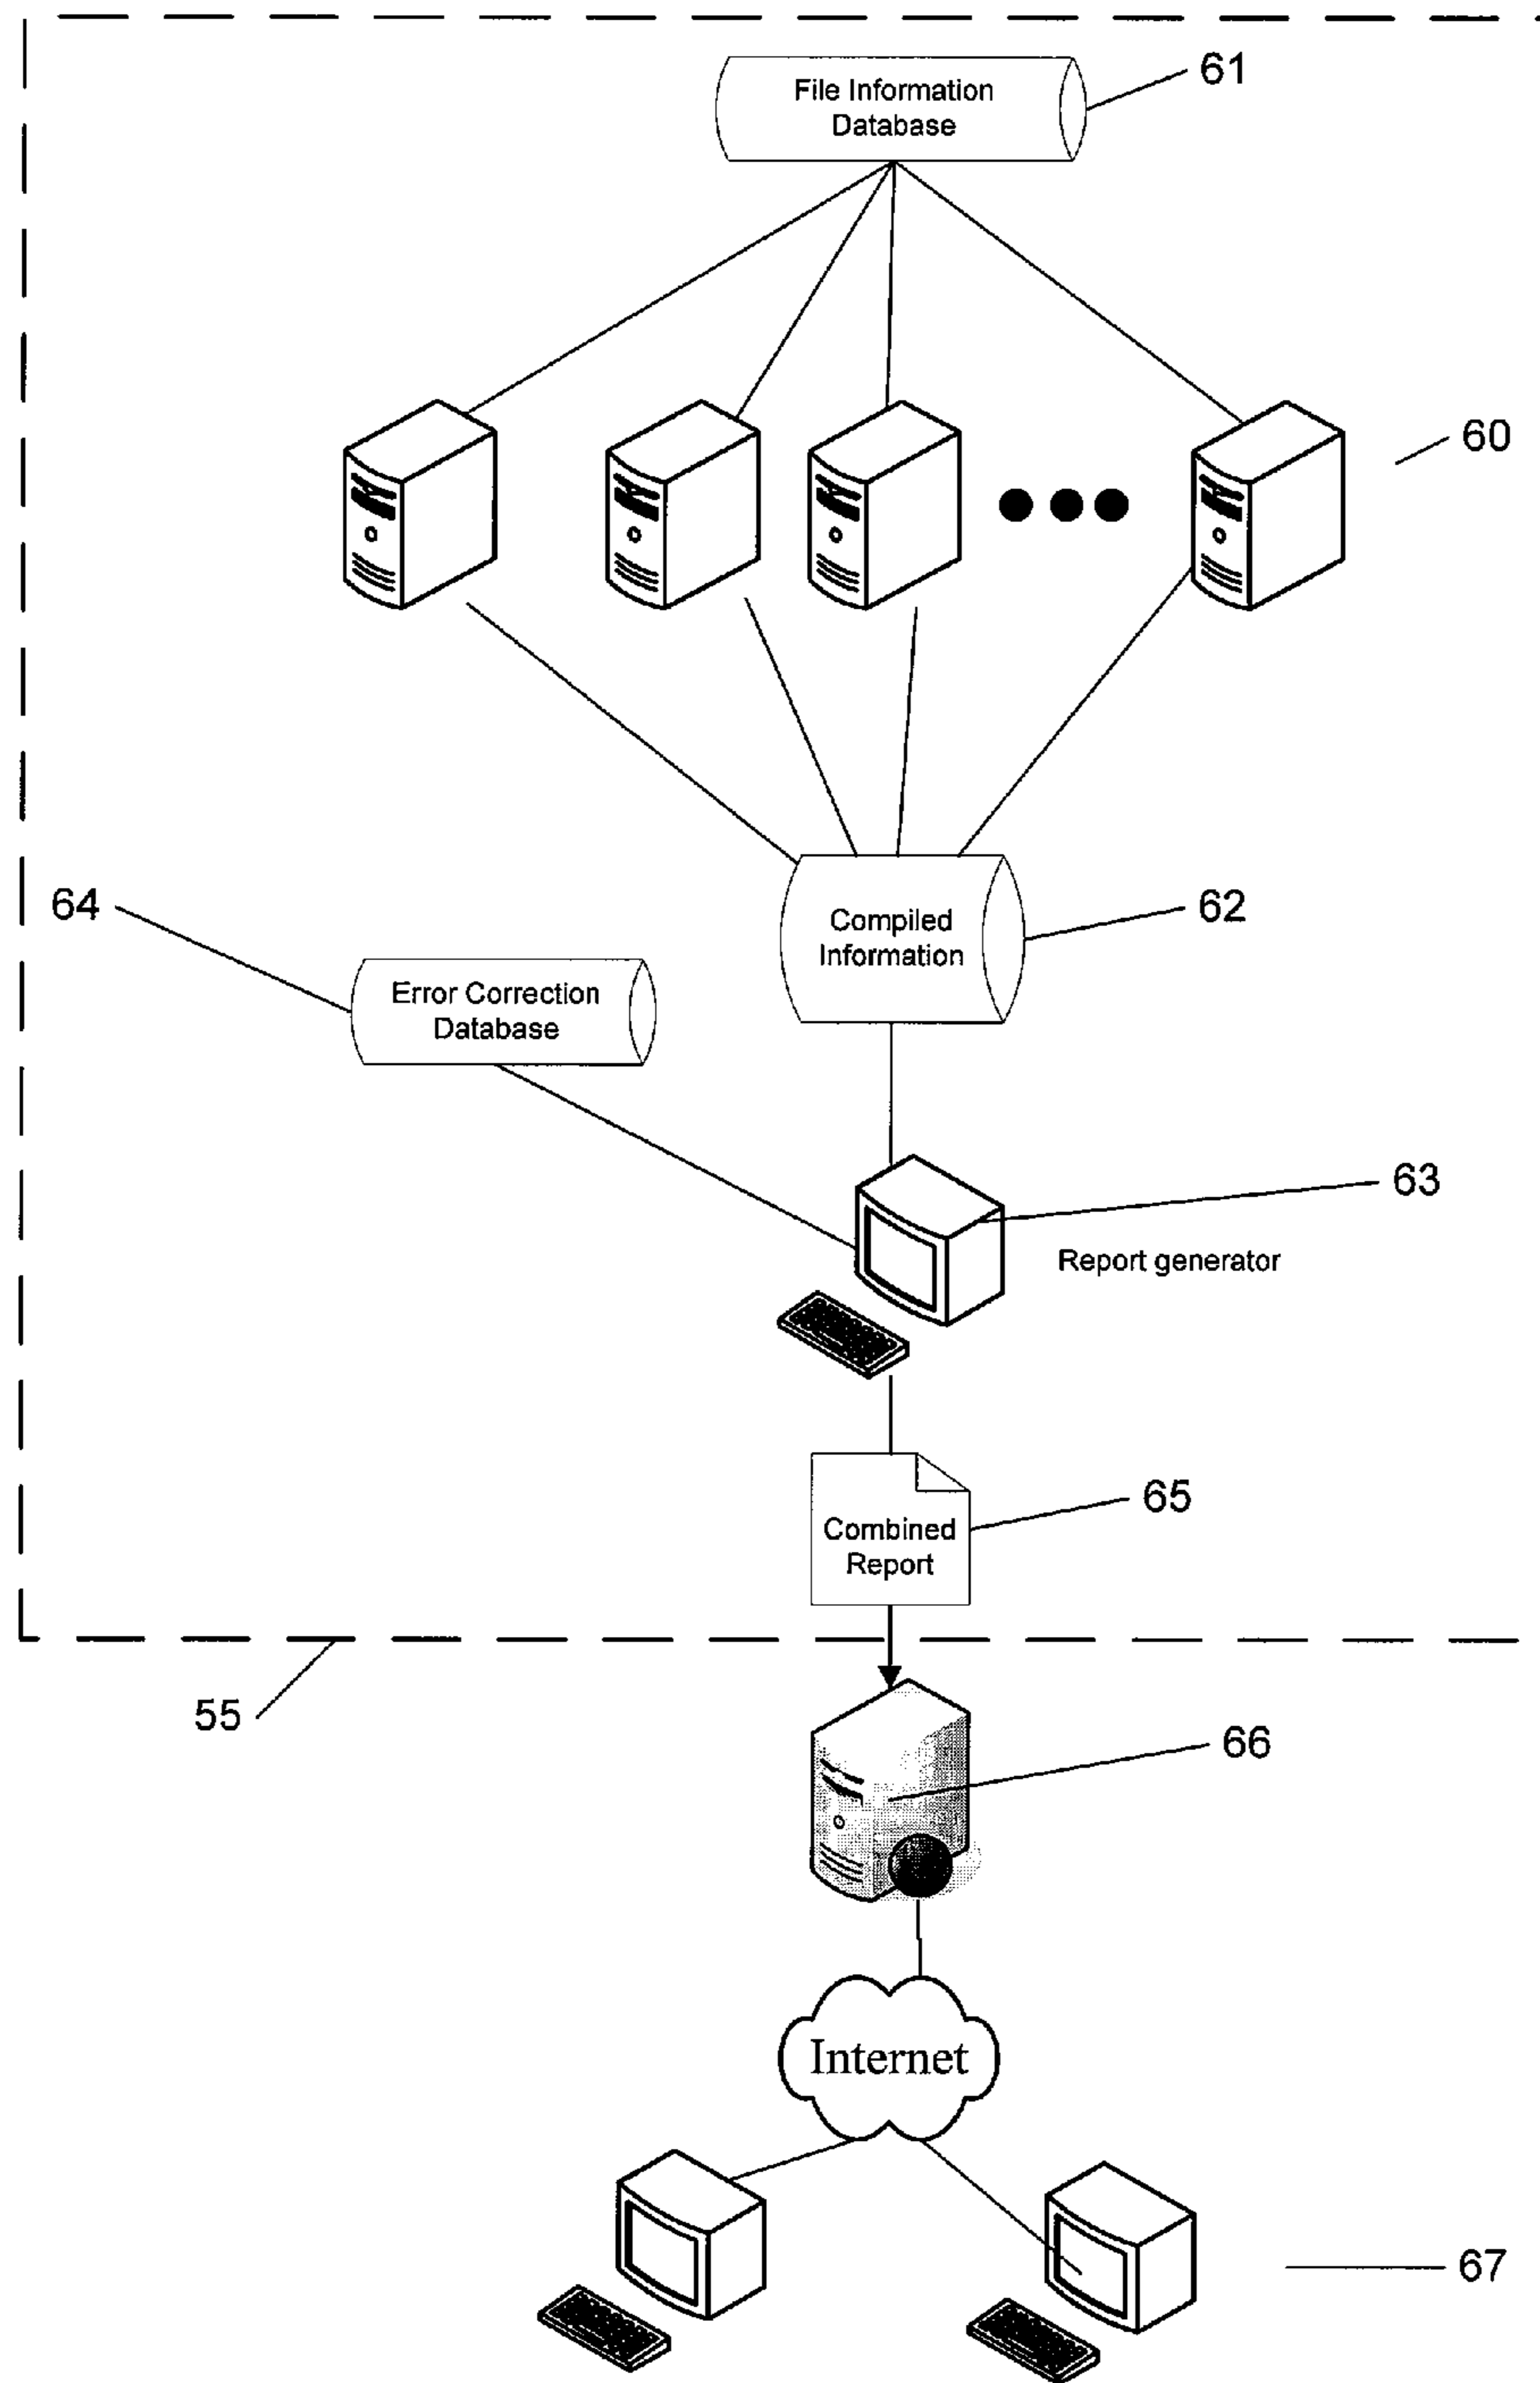 61
File Information
Database
60
64
62
Compiled
Information
Error Correction
Database
63
Report generator
65
Combined
Report
55
66
Internet
67